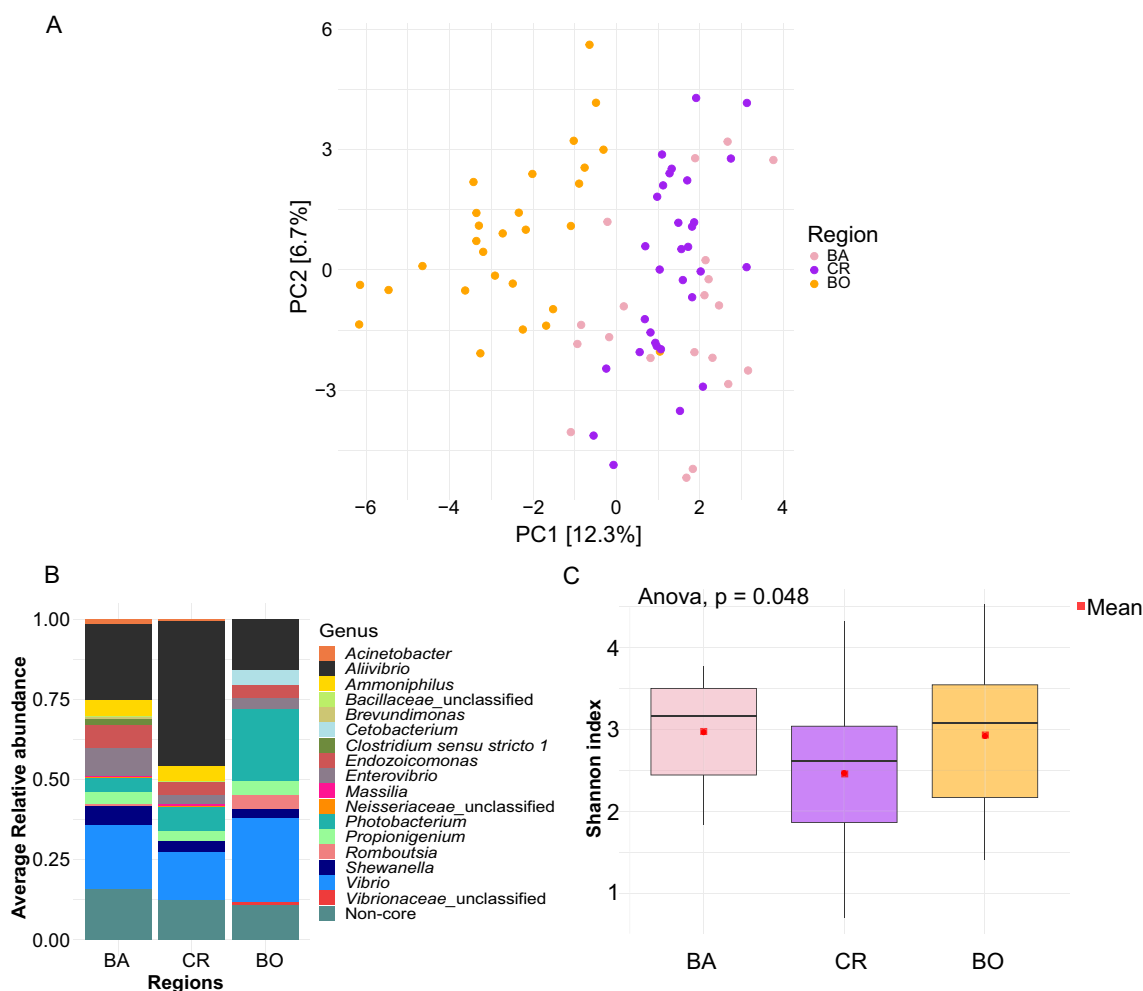 A
6
3
0
−3
PC2 [6.7%]
−6
−4
−2
0
2
4
PC1 [12.3%]
Region
BA
CR
BO
B
1.00
0.75
0.50
0.25
0.00
Average Relative abundance
BA
CR
BO
Regions
Genus
Acinetobacter
Aliivibrio
Ammoniphilus
Bacillaceae_unclassified
Brevundimonas
Cetobacterium
Clostridium sensu stricto 1
Endozoicomonas
Enterovibrio
Massilia
Neisseriaceae_unclassified
Photobacterium
Propionigenium
Romboutsia
Shewanella
Vibrio
Vibrionaceae_unclassified
Non-core
C
Anova, p = 0.048
Mean
4
3
2
1
Shannon index
BA
CR
BO